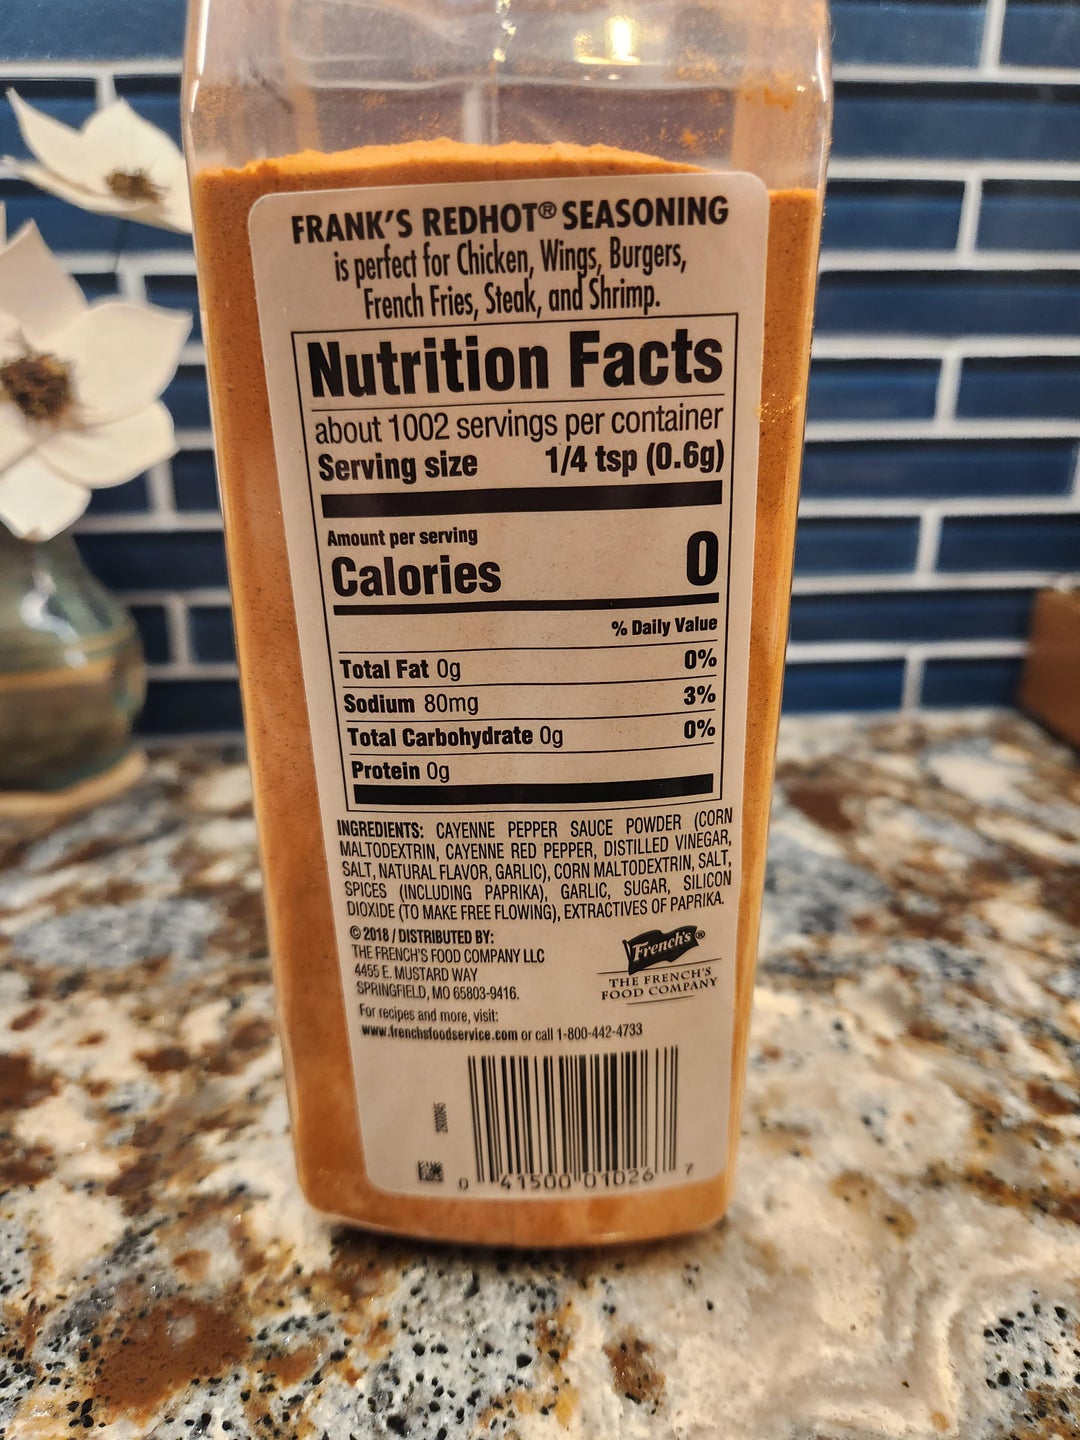 FRANK'S REDHOT® SEASONING
is perfect for Chicken, Wings, Burgers,
French Fries, Steak, and Shrimp.
Nutrition Facts
about 1002 servings per container
Serving size 1/4 tsp (0.6g)
Amount per serving
Calories 0
% Daily Value
Total Fat 0g 0%
Sodium 80mg 3%
Total Carbohydrate 0g 0%
Protein 0g
INGREDIENTS: CAYENNE PEPPER SAUCE POWDER (CORN
MALTODEXTRIN, CAYENNE RED PEPPER, DISTILLED VINEGAR,
SALT, NATURAL FLAVOR, GARLIC), CORN MALTODEXTRIN, SALT,
SPICES (INCLUDING PAPRIKA), GARLIC, SUGAR, SILICON
DIOXIDE (TO MAKE FREE FLOWING), EXTRACTIVES OF PAPRIKA.
© 2018 / DISTRIBUTED BY:
THE FRENCH'S FOOD COMPANY LLC
4455 E. MUSTARD WAY
SPRINGFIELD, MO 65803-9416.
French's®
THE FRENCH'S
FOOD COMPANY
For recipes and more, visit:
www.frenchsfoodservice.com or call 1-800-442-4733
0 41500 01026 7